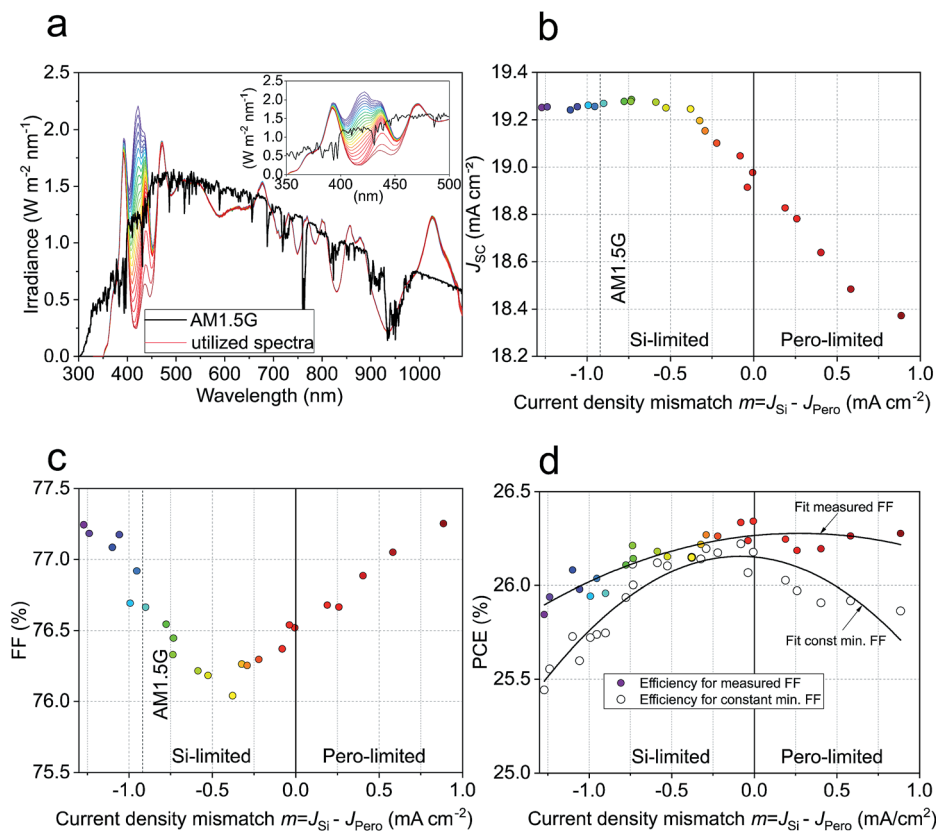 a
2.5
2.0
1.5
1.0
0.5
0.0
Irradiance (W m⁻² nm⁻¹)
300 400 500 600 700 800 900 1000
Wavelength (nm)
AM1.5G
utilized spectra
2.5
2.0
1.5
1.0
0.5
0.0
(W m⁻² nm⁻¹)
350 400 450 500
(nm)
b
19.4
19.2
19.0
18.8
18.6
18.4
18.2
J_SC (mA cm⁻²)
AM1.5G
Si-limited
Pero-limited
-1.0 -0.5 0.0 0.5 1.0
Current density mismatch m=J_Si - J_Pero (mA cm⁻²)
c
77.5
77.0
76.5
76.0
75.5
FF (%)
AM1.5G
Si-limited
Pero-limited
-1.0 -0.5 0.0 0.5 1.0
Current density mismatch m=J_Si - J_Pero (mA cm⁻²)
d
26.5
26.0
25.5
25.0
PCE (%)
Fit measured FF
Fit const min. FF
Efficiency for measured FF
Efficiency for constant min. FF
Si-limited
Pero-limited
-1.0 -0.5 0.0 0.5 1.0
Current density mismatch m=J_Si - J_Pero (mA/cm²)